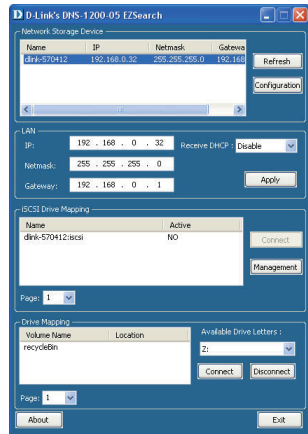 D-Link's DNS-1200-05 EZSearch
Network Storage Device
Name IP Netmask Gatewa
dlink-570412 192.168.0.32 255.255.255.0 192.168
Refresh
Configuration
LAN
IP: 192 . 168 . 0 . 32 Receive DHCP : Disable
Netmask: 255 . 255 . 255 . 0
Gateway: 192 . 168 . 0 . 1 Apply
iSCSI Drive Mapping
Name Active
dlink-570412:iscsi NO
Connect
Management
Page: 1
Drive Mapping
Volume Name Location Available Drive Letters :
recycleBin Z:
Connect Disconnect
Page: 1
About Exit